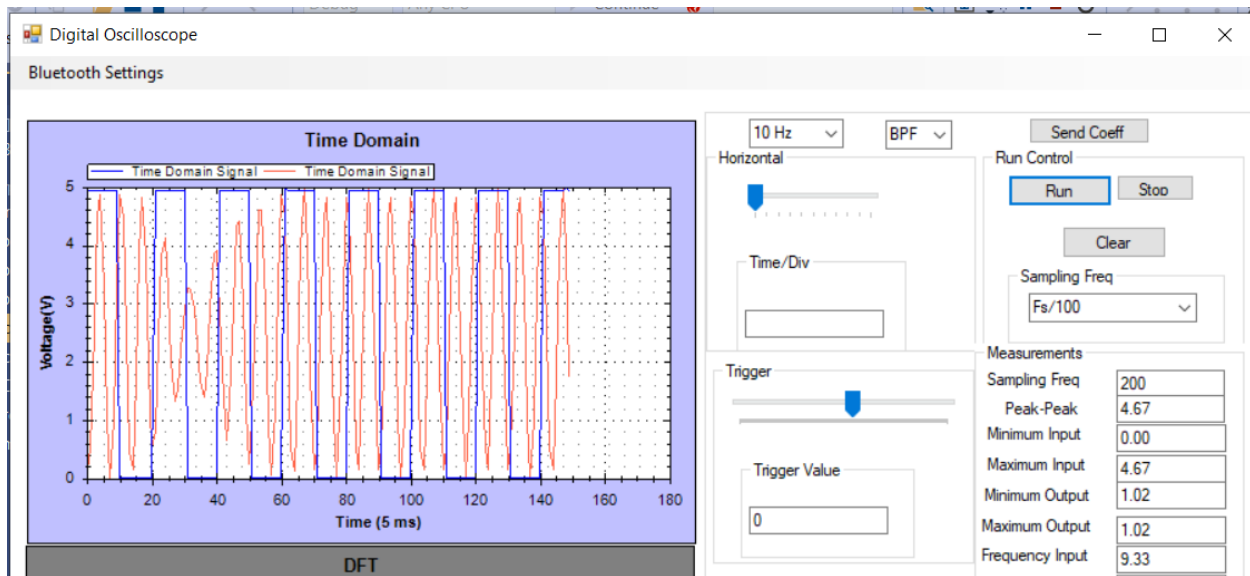 Debug Any CPU Continue
Digital Oscilloscope
Bluetooth Settings
Time Domain
Time Domain Signal Time Domain Signal
5
4
3
2
1
0
Voltage(V)
0 20 40 60 80 100 120 140 160 180
Time (5 ms)
DFT
10 Hz BPF Send Coeff
Horizontal
Time/Div
Trigger
Trigger Value
0
Run Control
Run Stop
Clear
Sampling Freq
Fs/100
Measurements
Sampling Freq 200
Peak-Peak 4.67
Minimum Input 0.00
Maximum Input 4.67
Minimum Output 1.02
Maximum Output 1.02
Frequency Input 9.33